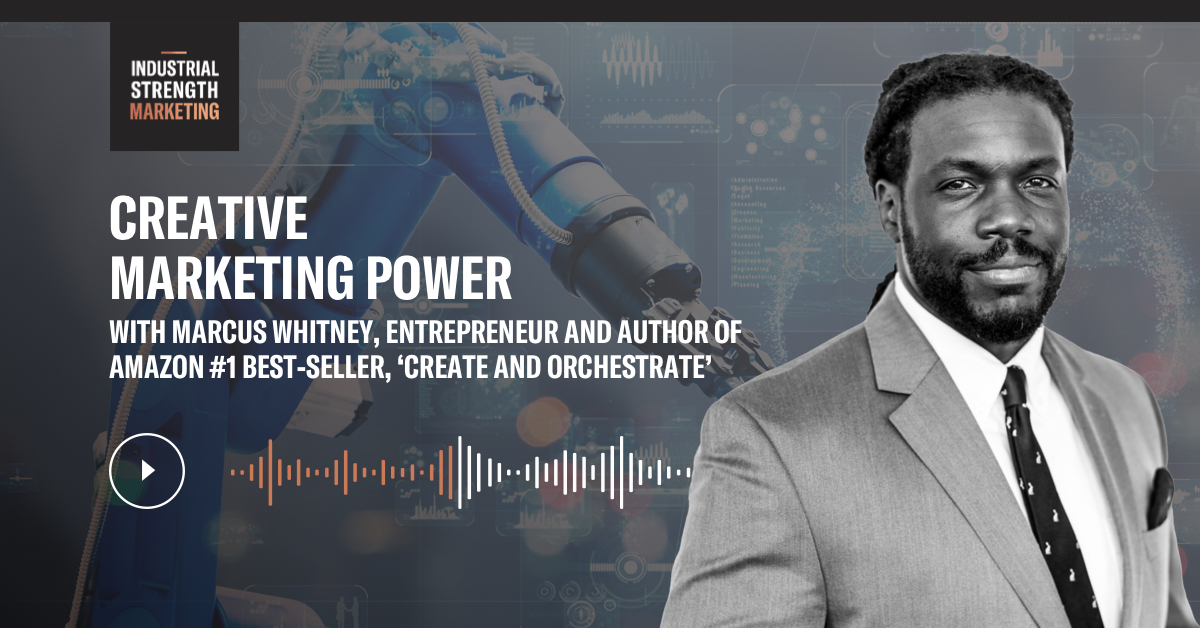 INDUSTRIAL
STRENGTH
MARKETING
CREATIVE
MARKETING POWER
WITH MARCUS WHITNEY, ENTREPRENEUR AND AUTHOR OF
AMAZON #1 BEST-SELLER, ‘CREATE AND ORCHESTRATE’